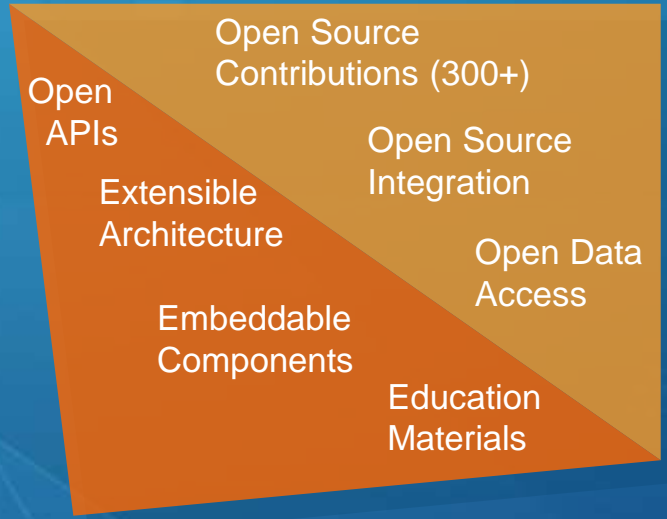 Open Source
Contributions (300+)
Open
APIs
Open Source
Integration
Extensible
Architecture
Open Data
Access
Embeddable
Components
Education
Materials